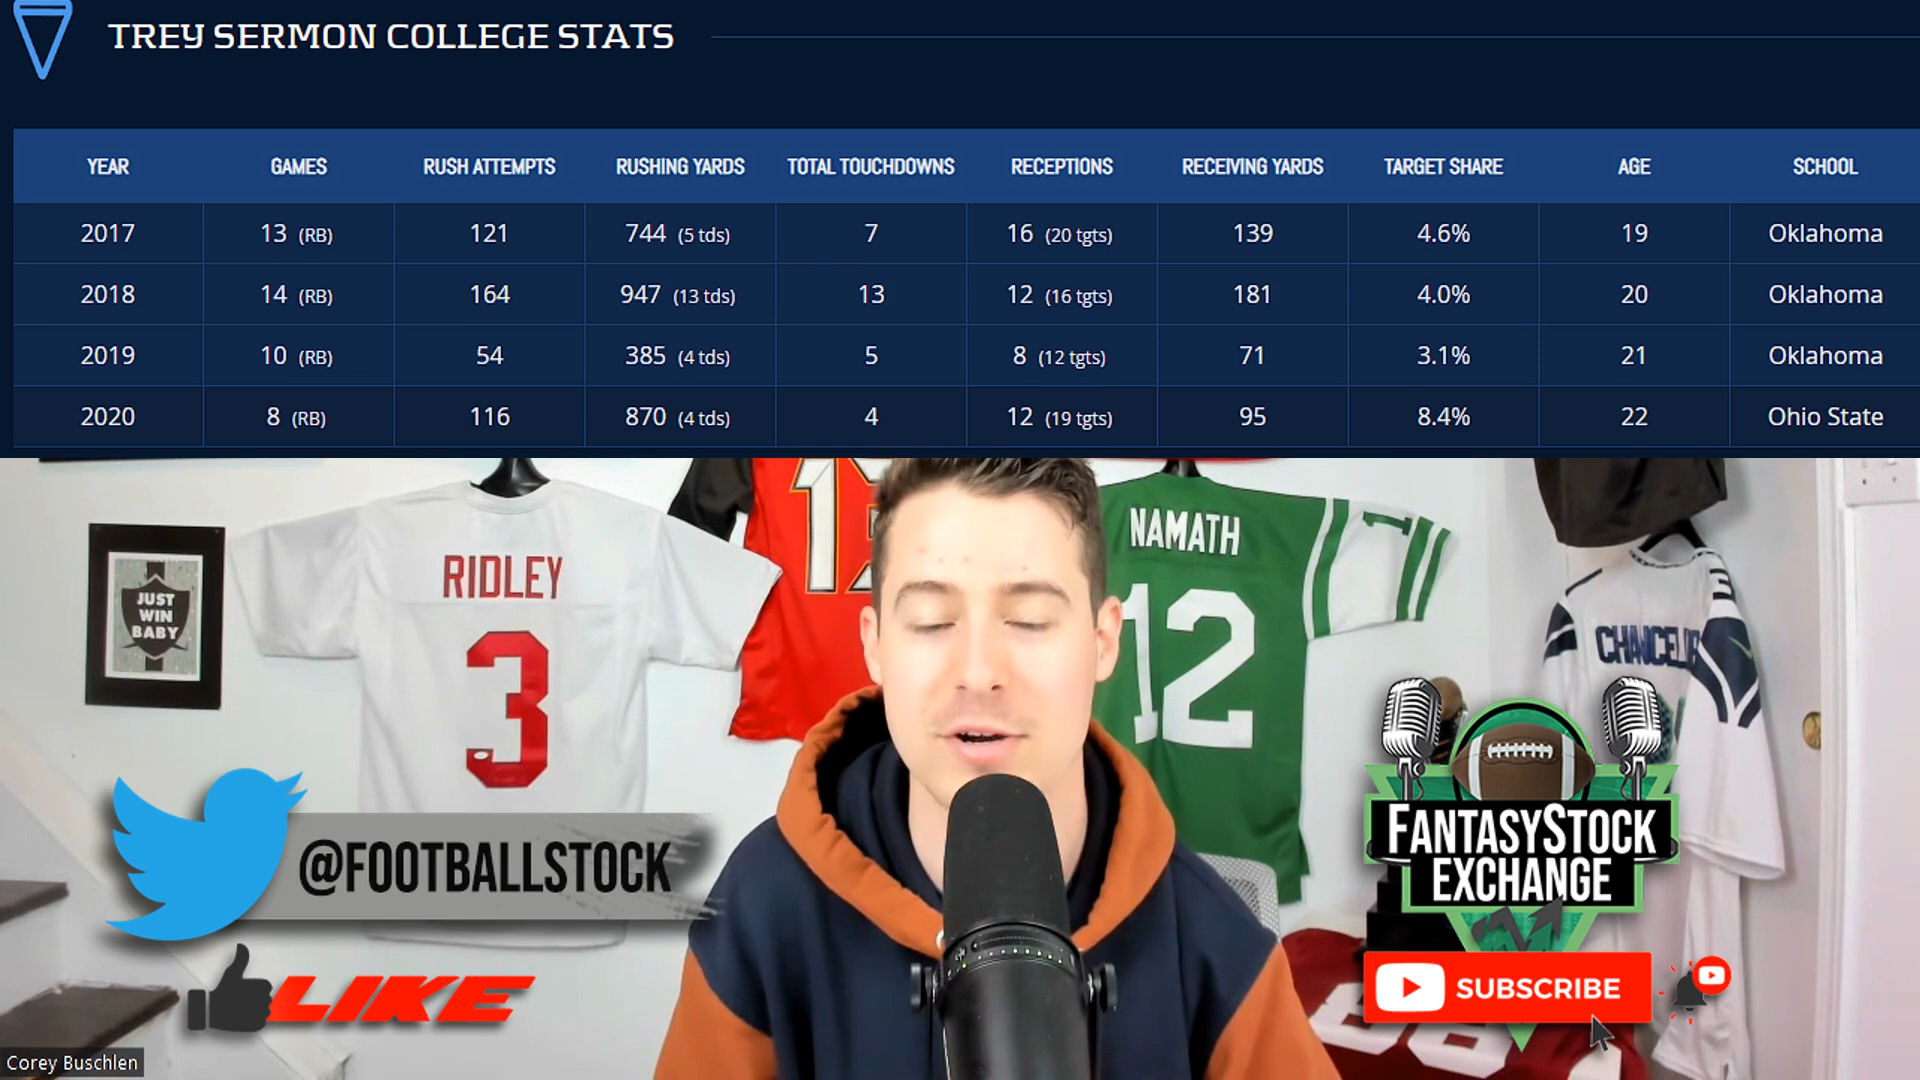 TREY SERMON COLLEGE STATS
YEAR GAMES RUSH ATTEMPTS RUSHING YARDS TOTAL TOUCHDOWNS RECEPTIONS RECEIVING YARDS TARGET SHARE AGE SCHOOL
2017 13 (RB) 121 744 (5 tds) 7 16 (20 tgts) 139 4.6% 19 Oklahoma
2018 14 (RB) 164 947 (13 tds) 13 12 (16 tgts) 181 4.0% 20 Oklahoma
2019 10 (RB) 54 385 (4 tds) 5 8 (12 tgts) 71 3.1% 21 Oklahoma
2020 8 (RB) 116 870 (4 tds) 4 12 (19 tgts) 95 8.4% 22 Ohio State
JUST
WIN
BABY
RIDLEY
3
NAMATH
12
@FOOTBALLSTOCK
LIKE
FANTASYSTOCK
EXCHANGE
SUBSCRIBE
Corey Buschlen